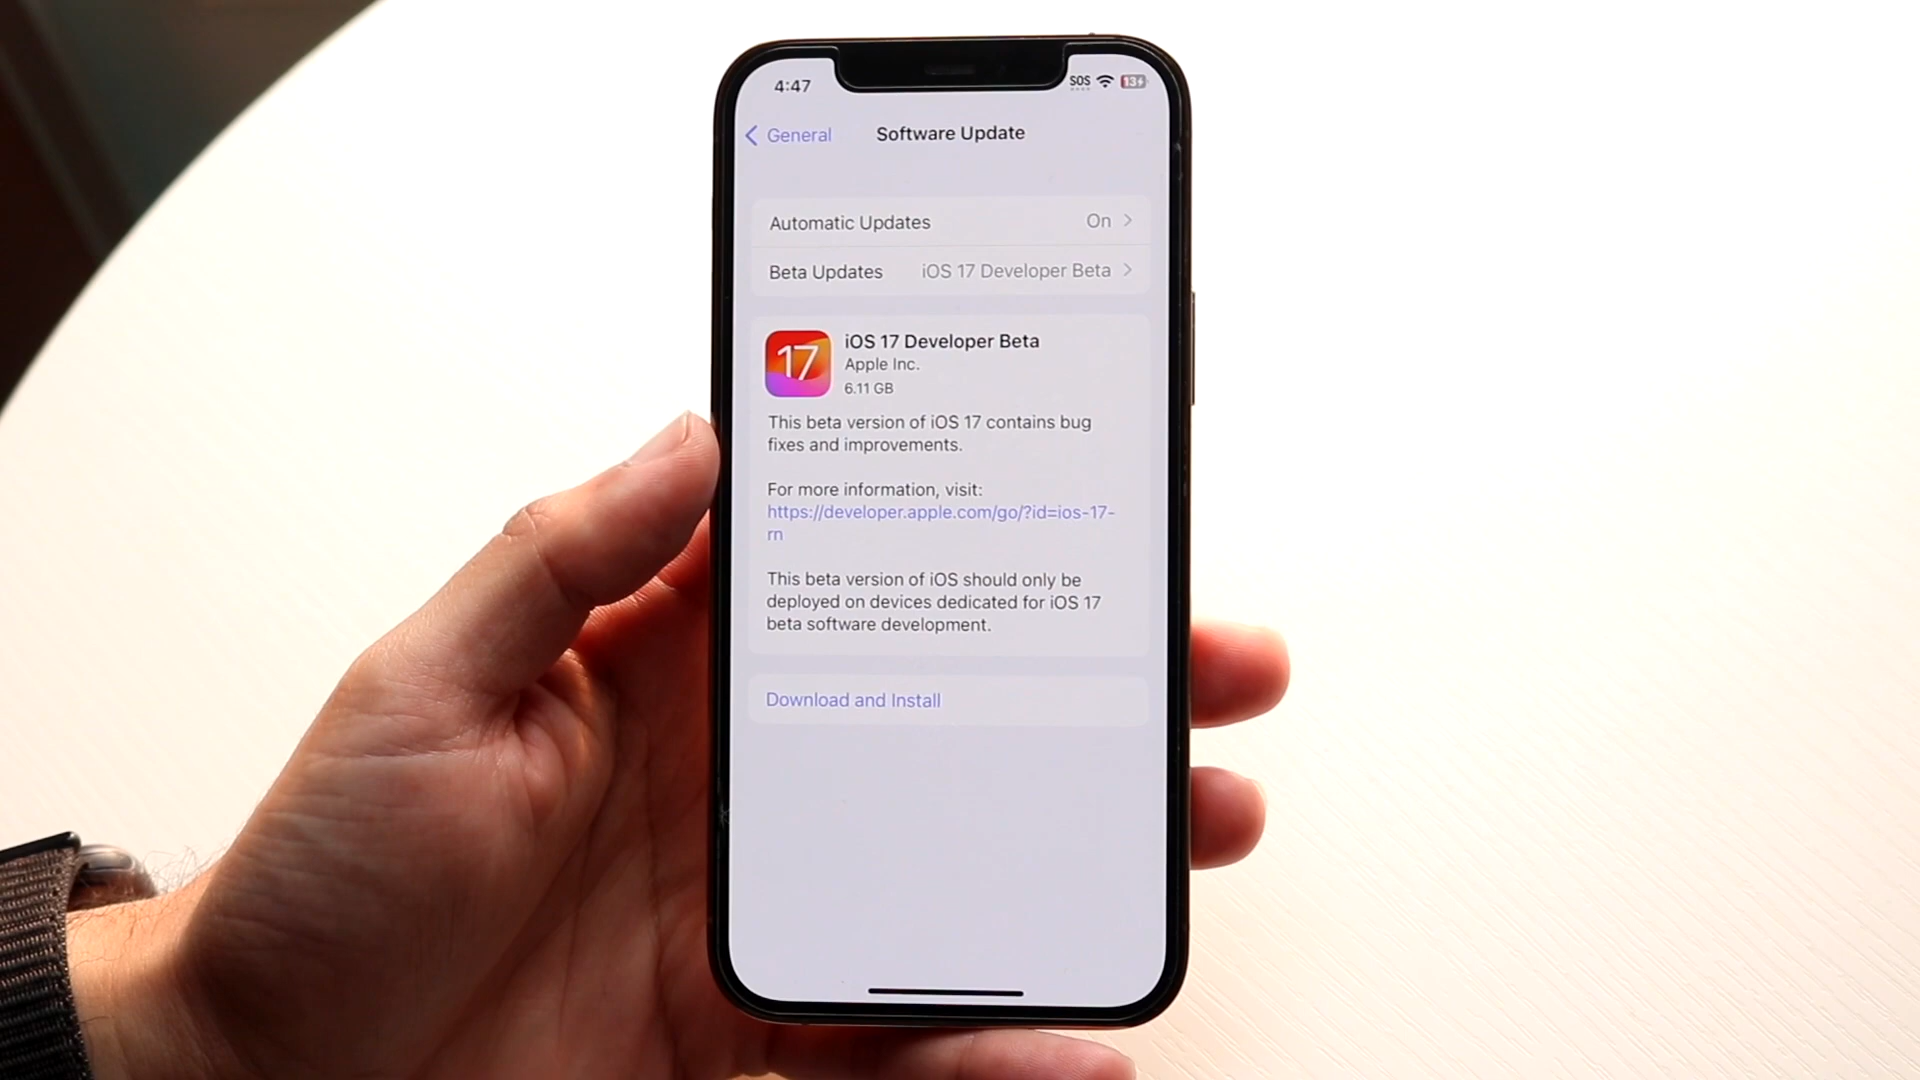 4:47
SOS
13
General
Software Update
Automatic Updates
On
Beta Updates
iOS 17 Developer Beta
17
iOS 17 Developer Beta
Apple Inc.
6.11 GB
This beta version of iOS 17 contains bug
fixes and improvements.
For more information, visit:
https://developer.apple.com/go/?id=ios-17-
rn
This beta version of iOS should only be
deployed on devices dedicated for iOS 17
beta software development.
Download and Install